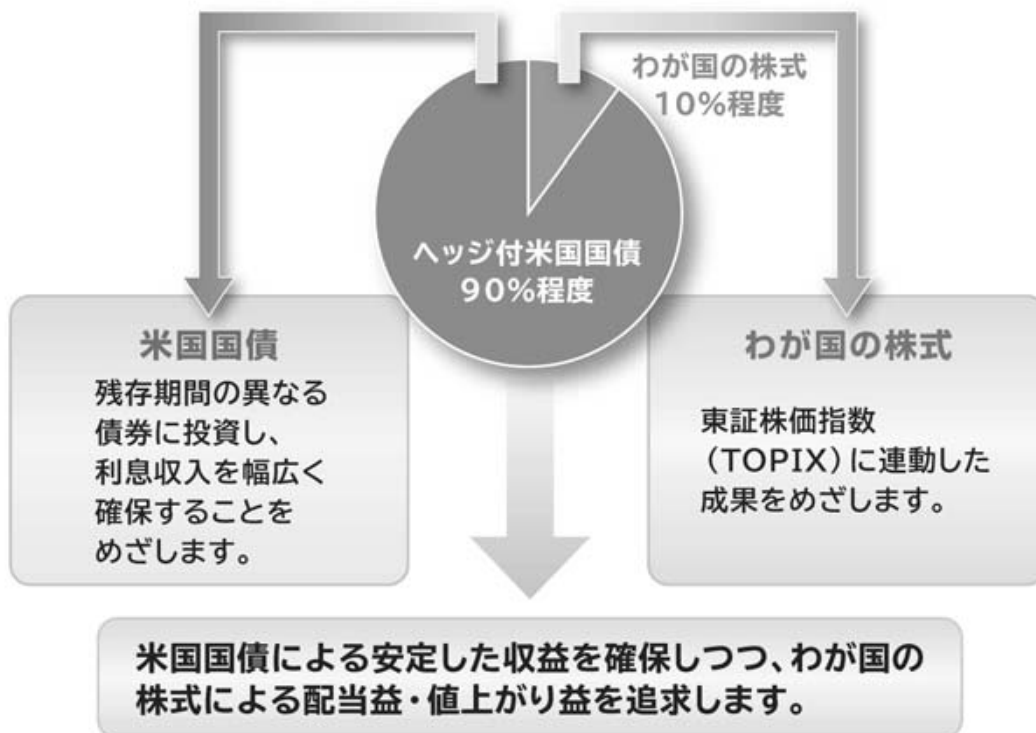 わが国の株式
10%程度
ヘッジ付米国国債
90%程度
米国国債
残存期間の異なる
債券に投資し、
利息収入を幅広く
確保することを
めざします。
わが国の株式
東証株価指数
（TOPIX）に連動した
成果をめざします。
米国国債による安定した収益を確保しつつ、わが国の
株式による配当益・値上がり益を追求します。